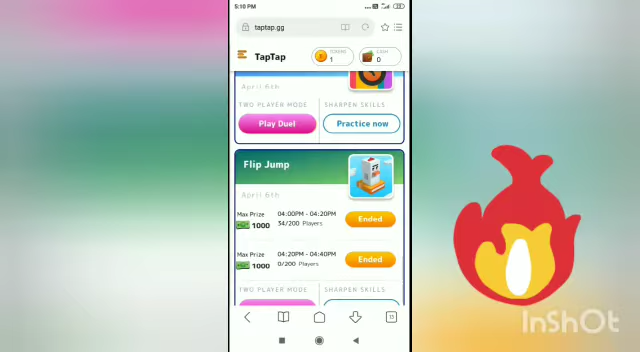 5:10 PM
taptap.gg
TapTap
TOKENS
1
CASH
0
April 6th
TWO PLAYER MODE
SHARPEN SKILLS
Play Duel
Practice now
Flip Jump
April 6th
Max Prize
1000
04:00PM - 04:20PM
54/200 Players
Ended
Max Prize
1000
04:20PM - 04:40PM
0/200 Players
Ended
TWO PLAYER MODE
SHARPEN SKILLS
InShOt